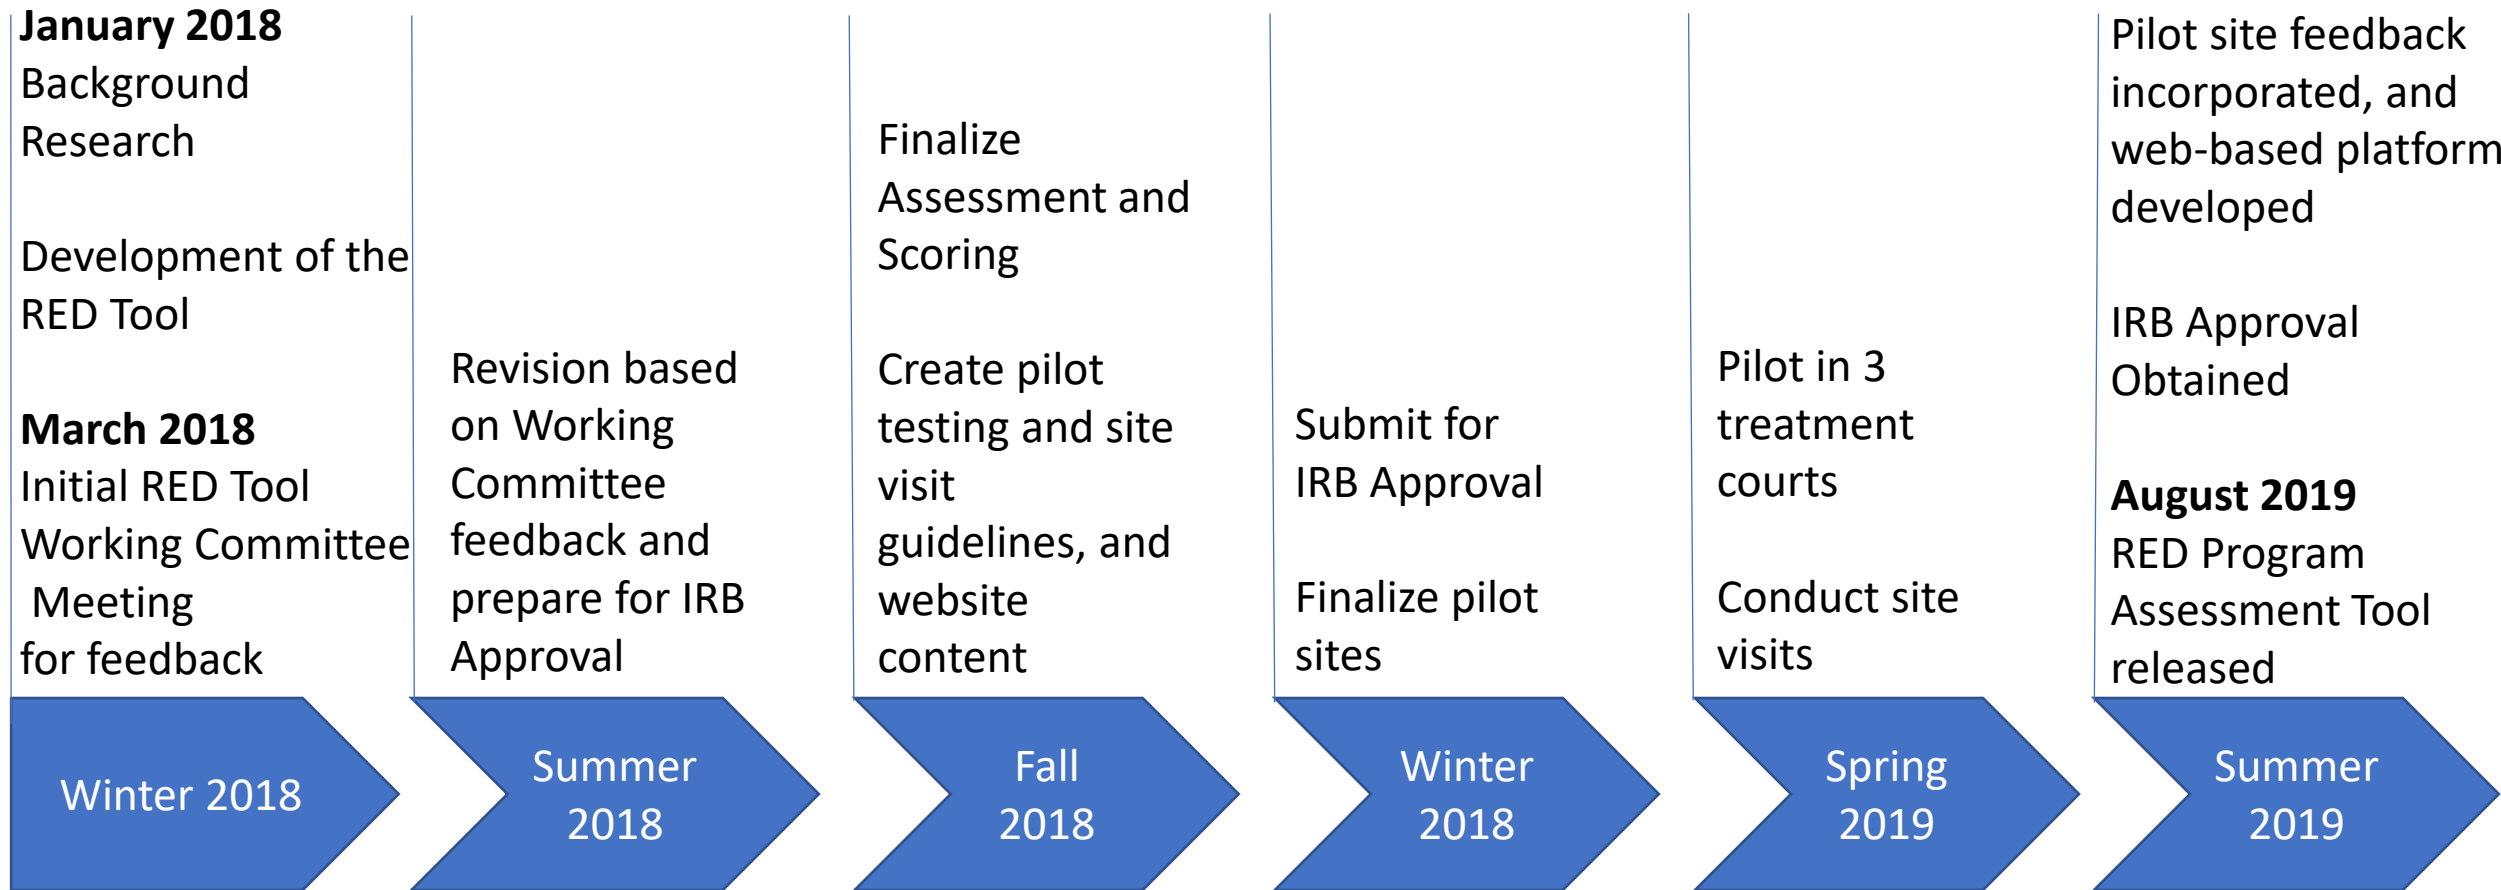 January 2018
Background
Research
Development of the
RED Tool
March 2018
Initial RED Tool
Working Committee
Meeting
for feedback
Winter 2018
Revision based
on Working
Committee
feedback and
prepare for IRB
Approval
Summer
2018
Finalize
Assessment and
Scoring
Create pilot
testing and site
visit
guidelines, and
website
content
Fall
2018
Submit for
IRB Approval
Finalize pilot
sites
Winter
2018
Pilot in 3
treatment
courts
Conduct site
visits
Spring
2019
Pilot site feedback
incorporated, and
web-based platform
developed
IRB Approval
Obtained
August 2019
RED Program
Assessment Tool
released
Summer
2019